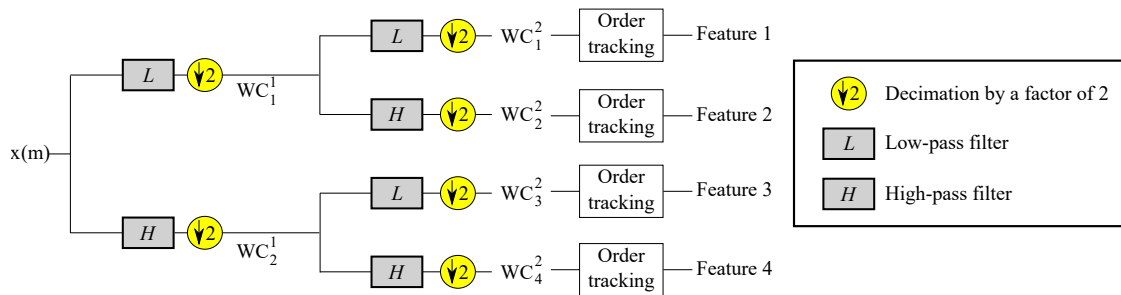 x(m)
L
↓2
WC₁¹
H
↓2
WC₂¹
L
↓2
WC₁²
Order
tracking
Feature 1
H
↓2
WC₂²
Order
tracking
Feature 2
L
↓2
WC₃²
Order
tracking
Feature 3
H
↓2
WC₄²
Order
tracking
Feature 4
↓2 Decimation by a factor of 2
L Low-pass filter
H High-pass filter